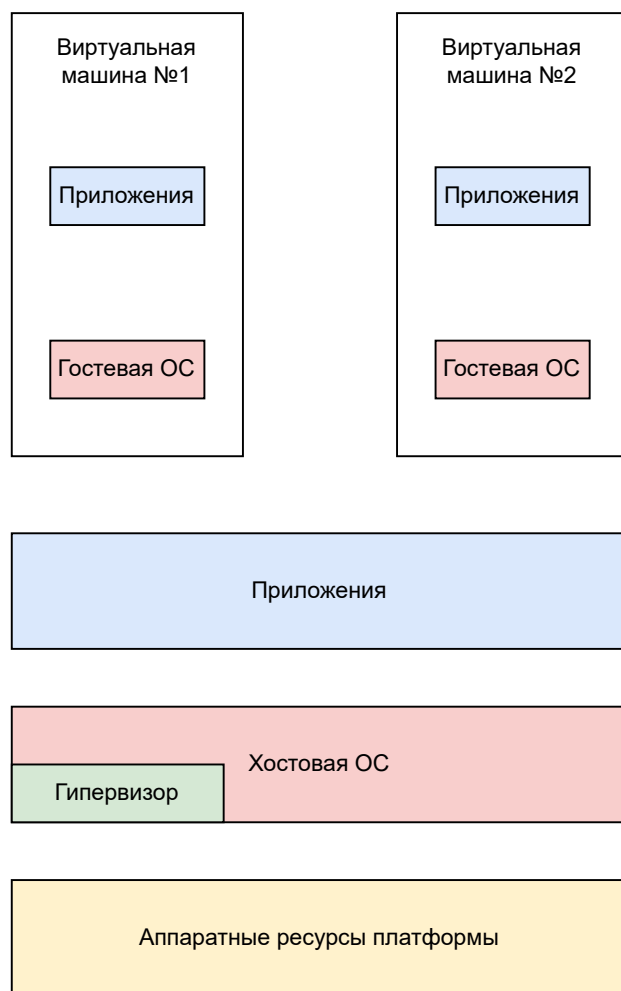 Виртуальная
машина №1
Виртуальная
машина №2
Приложения
Приложения
Гостевая ОС
Гостевая ОС
Приложения
Хостовая ОС
Гипервизор
Аппаратные ресурсы платформы